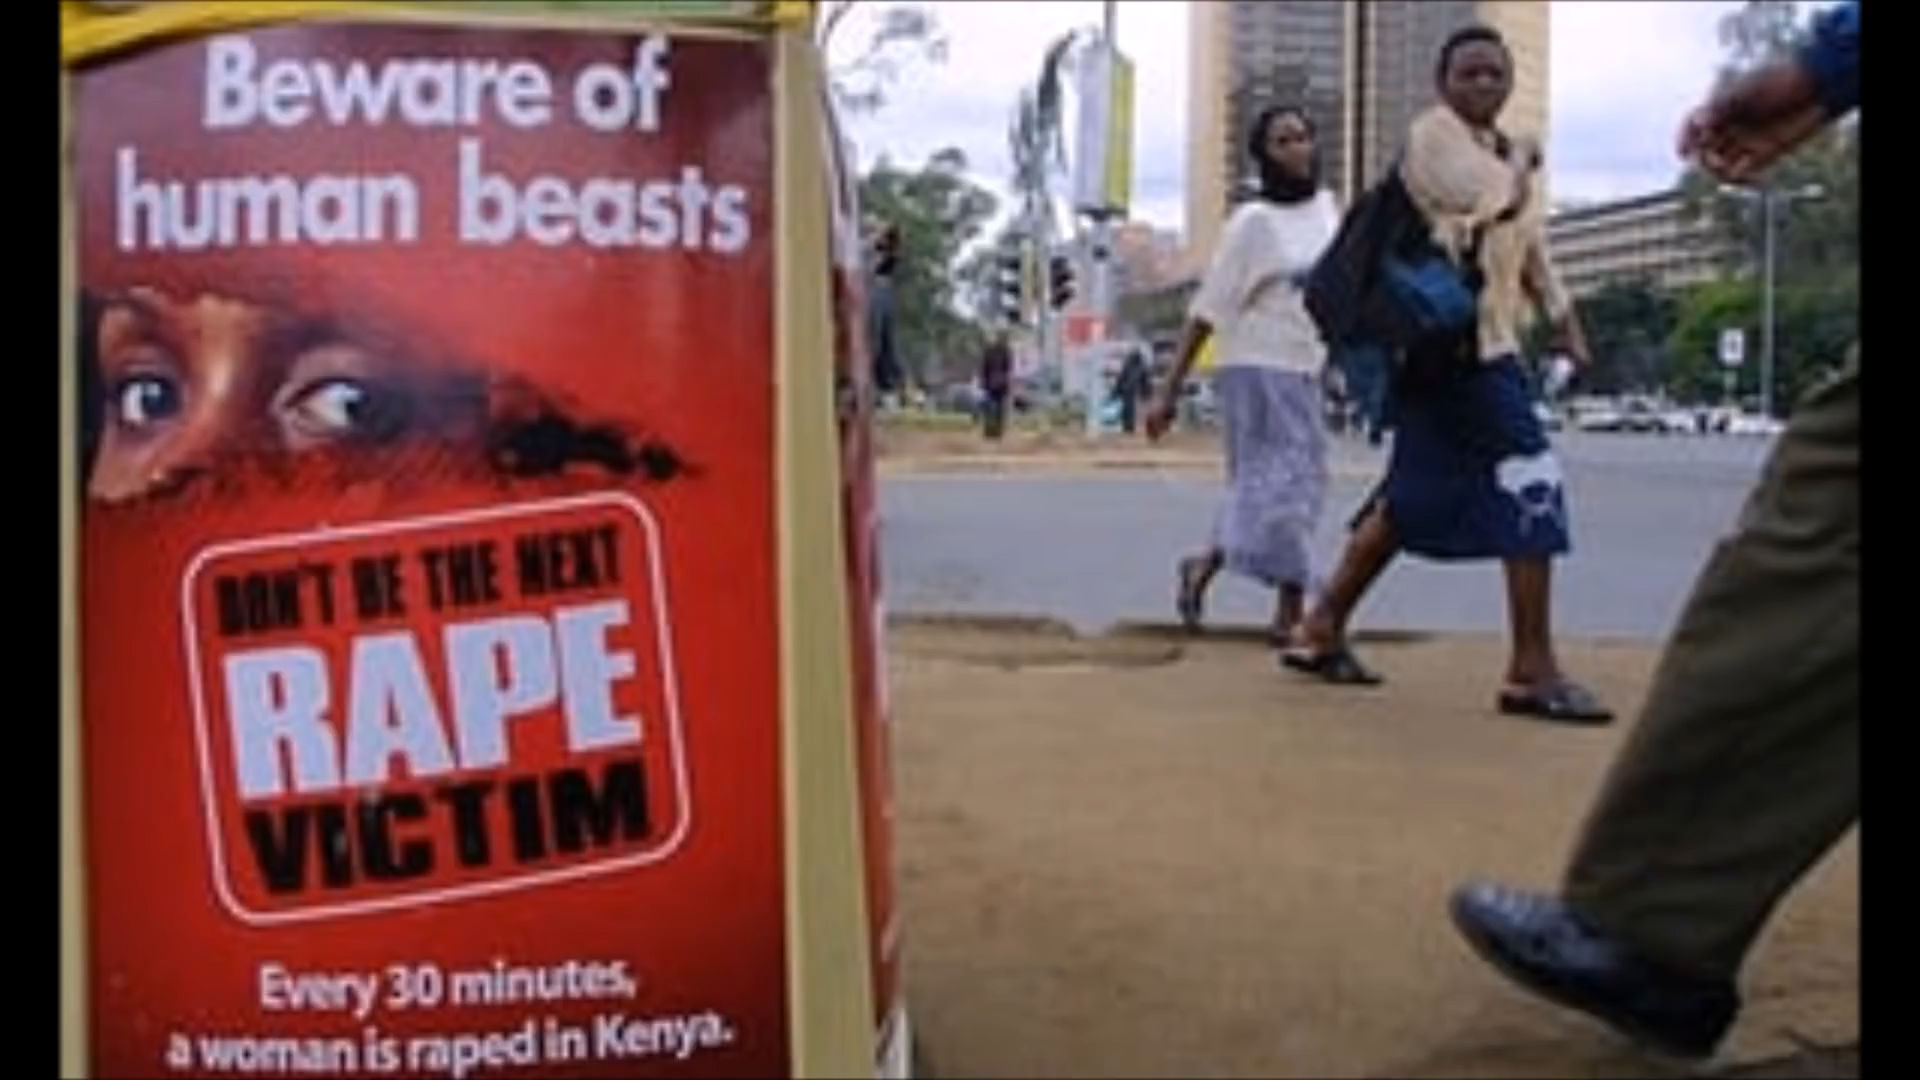 Beware of
human beasts
DON'T BE THE NEXT
RAPE
VICTIM
Every 30 minutes,
a woman is raped in Kenya.